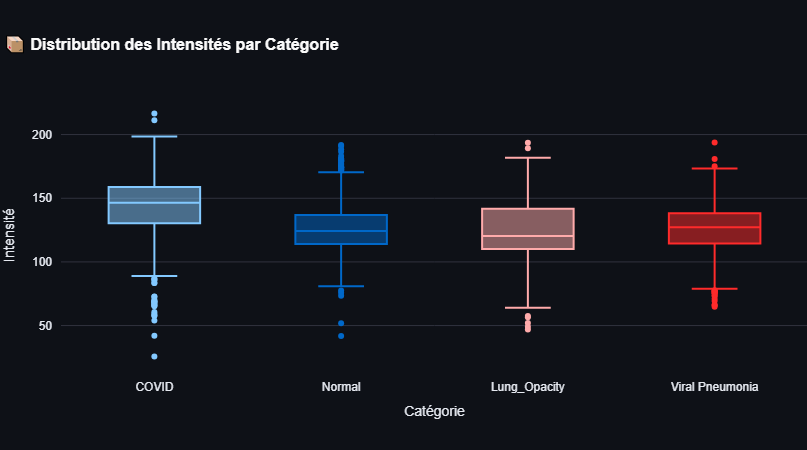 Distribution des Intensités par Catégorie
200
150
100
50
Intensité
COVID
Normal
Lung_Opacity
Viral Pneumonia
Catégorie